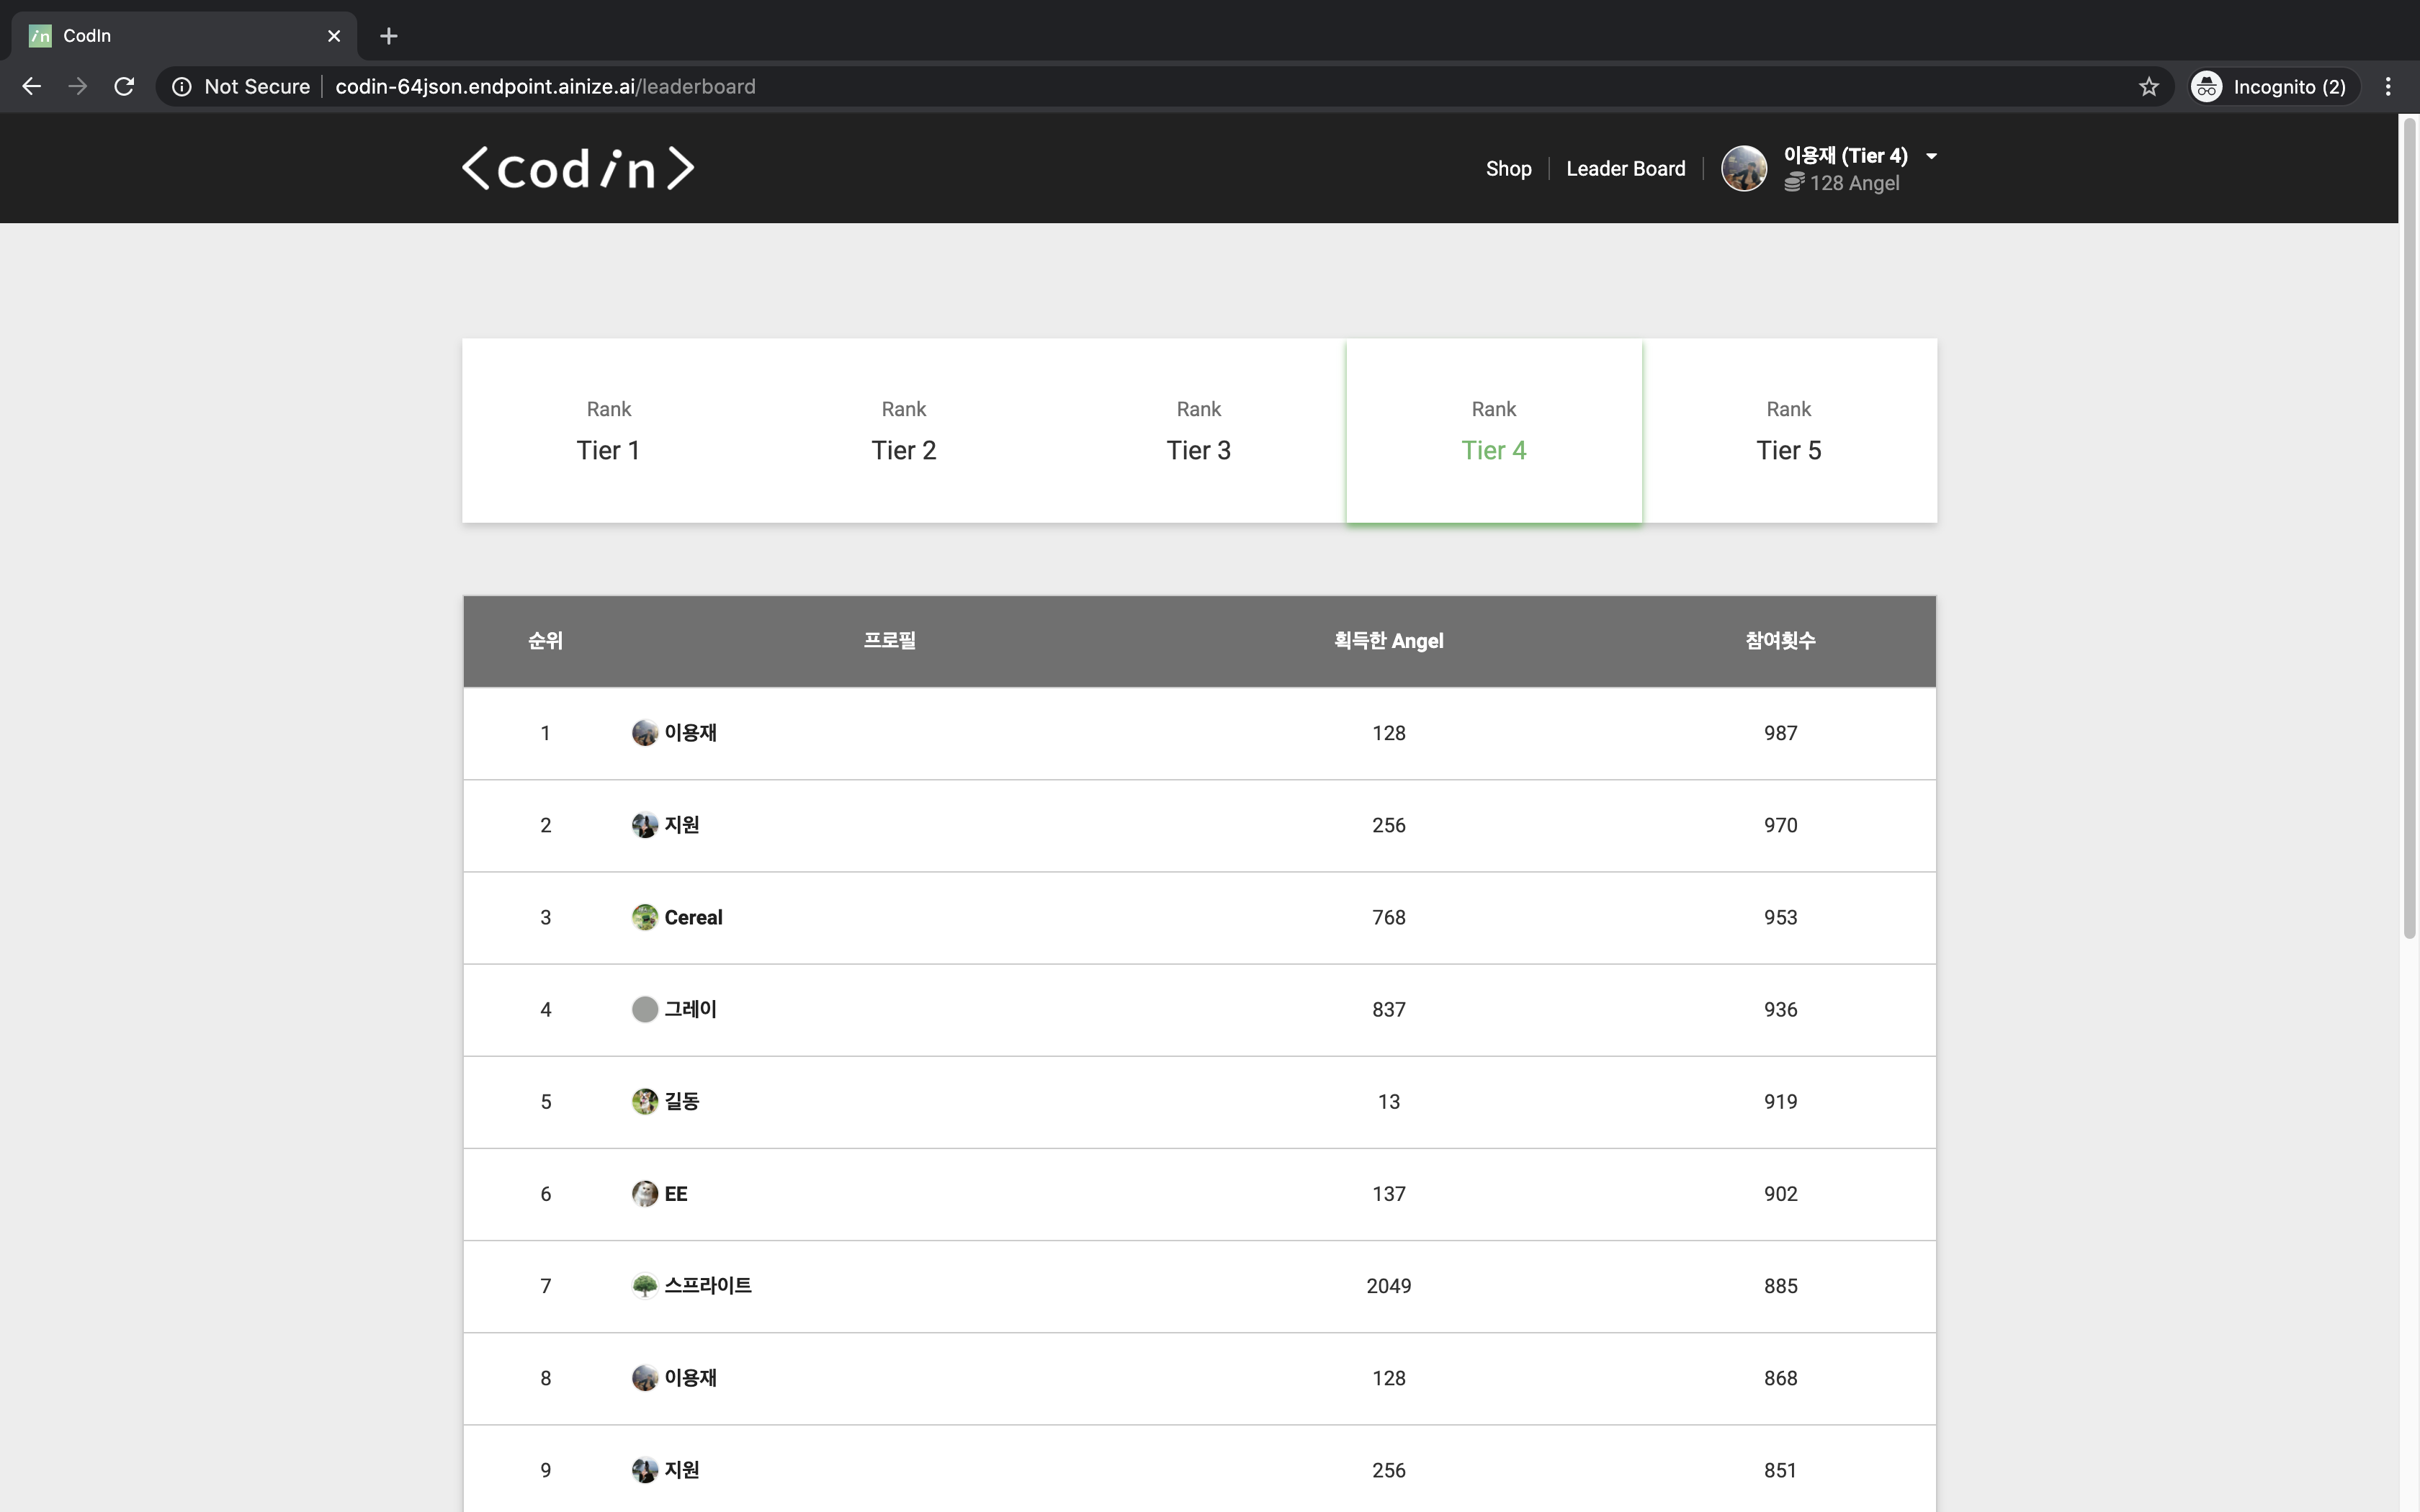 in CodIn
Not Secure codin-64json.endpoint.ainize.ai/leaderboard Incognito (2)
<codin> Shop Leader Board 이용재 (Tier 4)
128 Angel
Rank Rank Rank Rank Rank
Tier 1 Tier 2 Tier 3 Tier 4 Tier 5
순위 프로필 획득한 Angel 참여횟수
1 이용재 128 987
2 지원 256 970
3 Cereal 768 953
4 그레이 837 936
5 길동 13 919
6 EE 137 902
7 스프라이트 2049 885
8 이용재 128 868
9 지원 256 851